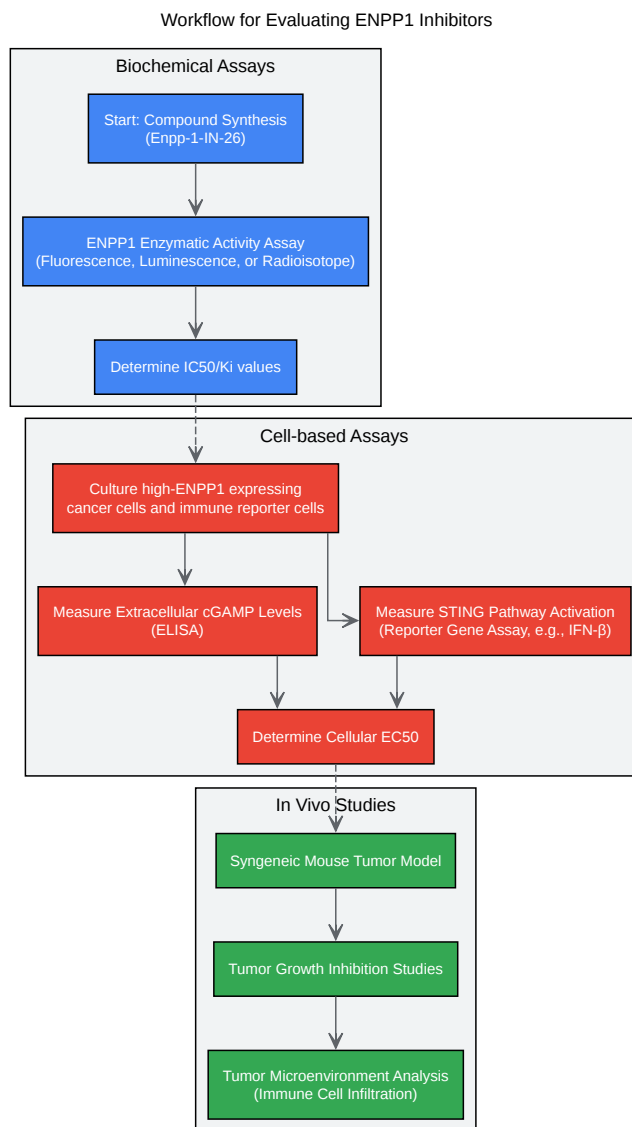 Workflow for Evaluating ENPP1 Inhibitors
Biochemical Assays
Start: Compound Synthesis
(Enpp-1-IN-26)
ENPP1 Enzymatic Activity Assay
(Fluorescence, Luminescence, or Radioisotope)
Determine IC50/Ki values
Cell-based Assays
Culture high-ENPP1 expressing
cancer cells and immune reporter cells
Measure Extracellular cGAMP Levels
(ELISA)
Measure STING Pathway Activation
(Reporter Gene Assay, e.g., IFN-β)
Determine Cellular EC50
In Vivo Studies
Syngeneic Mouse Tumor Model
Tumor Growth Inhibition Studies
Tumor Microenvironment Analysis
(Immune Cell Infiltration)